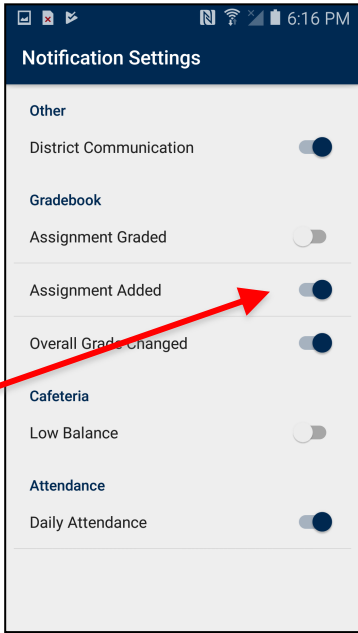 6:16 PM
Notification Settings
Other
District Communication
Gradebook
Assignment Graded
Assignment Added
Overall Grade Changed
Cafeteria
Low Balance
Attendance
Daily Attendance